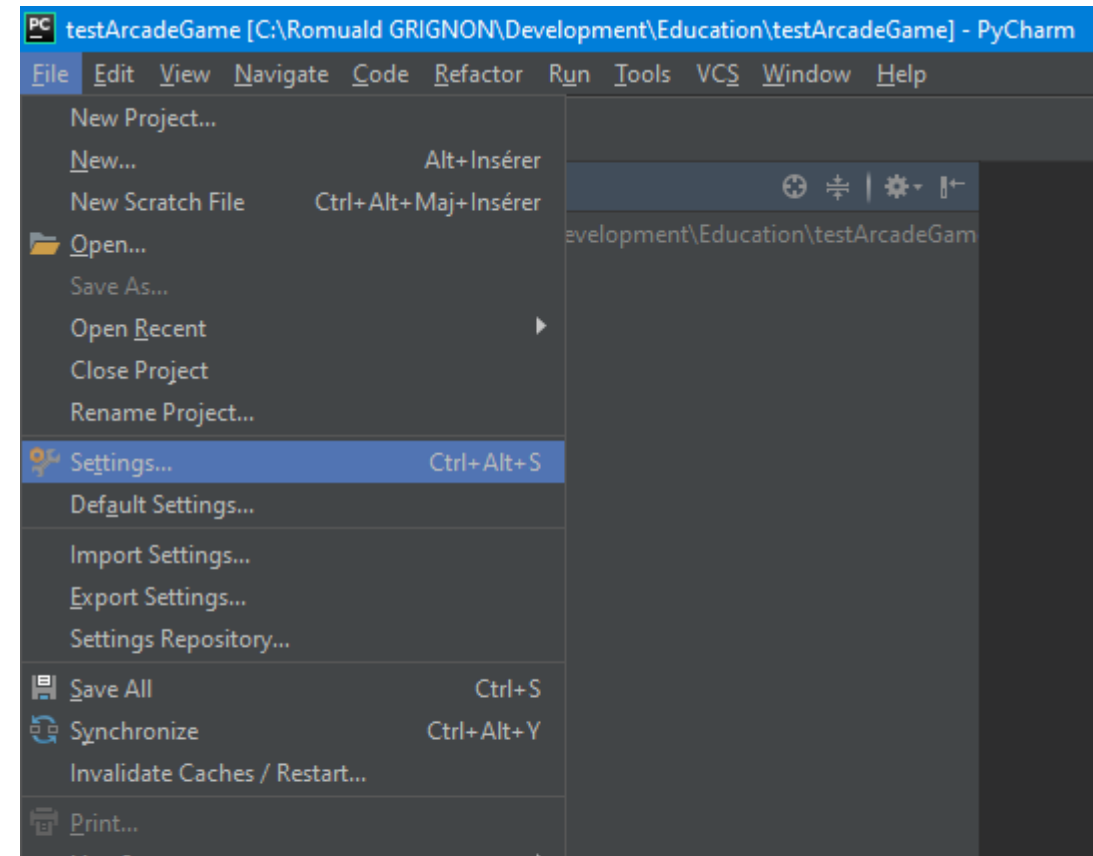 PC testArcadeGame [C:\Romuald GRIGNON\Development\Education\testArcadeGame] - PyCharm
File Edit View Navigate Code Refactor Run Tools VCS Window Help
New Project...
New... Alt+Insérer
New Scratch File Ctrl+Alt+Maj+Insérer
Open...
evelopment\Education\testArcadeGam
Save As...
Open Recent
Close Project
Rename Project...
Settings... Ctrl+Alt+S
Default Settings...
Import Settings...
Export Settings...
Settings Repository...
Save All Ctrl+S
Synchronize Ctrl+Alt+Y
Invalidate Caches / Restart...
Print...